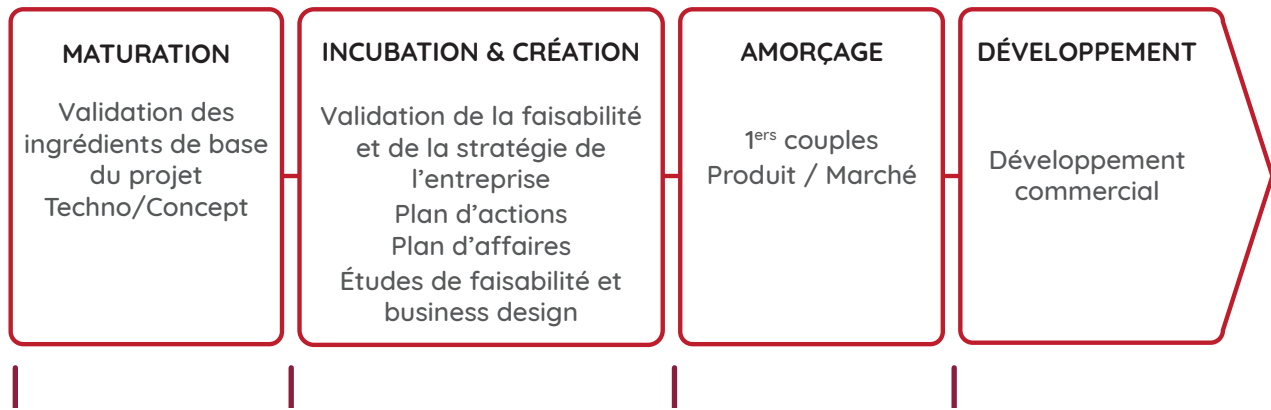 MATURATION
Validation des
ingrédients de base
du projet
Techno/Concept
INCUBATION & CRÉATION
Validation de la faisabilité
et de la stratégie de
l’entreprise
Plan d’actions
Plan d’affaires
Études de faisabilité et
business design
AMORÇAGE
1ers couples
Produit / Marché
DÉVELOPPEMENT
Développement
commercial